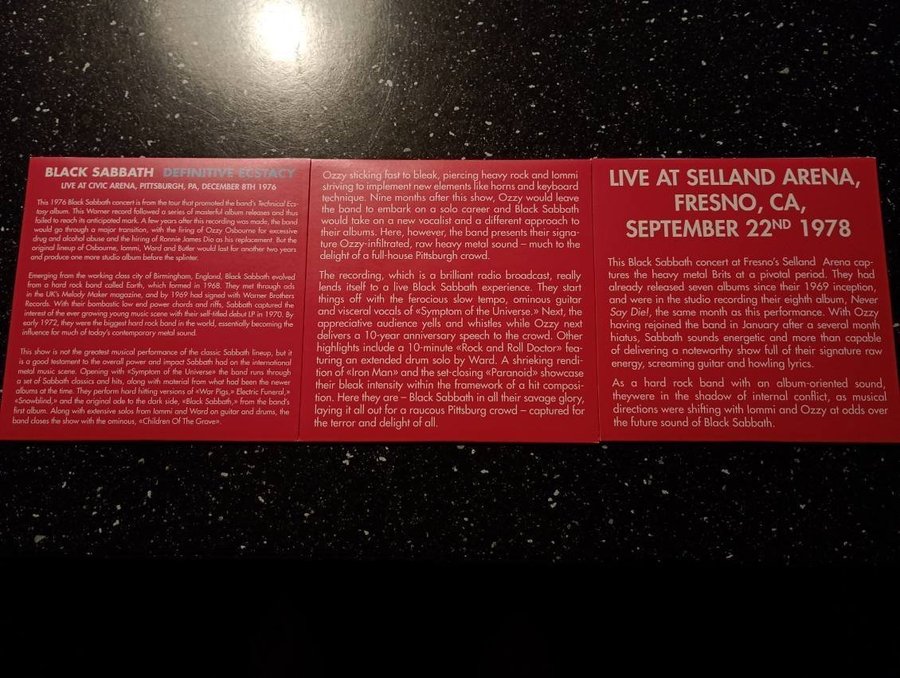 BLACK SABBATH DEFINITIVE ECSTACY
LIVE AT CIVIC ARENA, PITTSBURGH, PA, DECEMBER 8TH 1976
This 1976 Black Sabbath concert is from the tour that promoted the band's Technical Ecs-
tasy album. This Warner record followed a series of masterful album releases and thus
failed to reach its anticipated mark. A few years after this recording was made, the band
would go through a major transition, with the firing of Ozzy Osbourne for excessive
drug and alcohol abuse and the hiring of Ronnie James Dio as his replacement. But the
original lineup of Osbourne, Iommi, Ward and Butler would last for another two years
and produce one more studio album before the splinter.
Emerging from the working class city of Birmingham, England, Black Sabbath evolved
from a hard rock band called Earth, which formed in 1968. They met through ads
in the UK's Melody Maker magazine, and by 1969 had signed with Warner Brothers
Records. With their bombastic low end power chords and riffs, Sabbath captured the
interest of the ever growing young music scene with their self-titled debut LP in 1970. By
early 1972, they were the biggest hard rock band in the world, essentially becoming the
influence for much of today's contemporary metal sound.
This show is not the greatest musical performance of the classic Sabbath lineup, but it
is a good testament to the overall power and impact Sabbath had on the international
metal music scene. Opening with «Symptom of the Universe» the band runs through
a set of Sabbath classics and hits, along with material from what had been the newer
albums at the time. They perform hard hitting versions of «War Pigs,» Electric Funeral,»
«Snowblind,» and the original ode to the dark side, «Black Sabbath,» from the band's
first album. Along with extensive solos from Iommi and Ward on guitar and drums, the
band closes the show with the ominous, «Children Of The Grave».
Ozzy sticking fast to bleak, piercing heavy rock and Iommi
striving to implement new elements like horns and keyboard
technique. Nine months after this show, Ozzy would leave
the band to embark on a solo career and Black Sabbath
would take on a new vocalist and a different approach to
their albums. Here, however, the band presents their signa-
ture Ozzy-infiltrated, raw heavy metal sound – much to the
delight of a full-house Pittsburgh crowd.
The recording, which is a brilliant radio broadcast, really
lends itself to a live Black Sabbath experience. They start
things off with the ferocious slow tempo, ominous guitar
and visceral vocals of «Symptom of the Universe.» Next, the
appreciative audience yells and whistles while Ozzy next
delivers a 10-year anniversary speech to the crowd. Other
highlights include a 10-minute «Rock and Roll Doctor» fea-
turing an extended drum solo by Ward. A shrieking rendi-
tion of «Iron Man» and the set-closing «Paranoid» showcase
their bleak intensity within the framework of a hit composi-
tion. Here they are – Black Sabbath in all their savage glory,
laying it all out for a raucous Pittsburg crowd – captured for
the terror and delight of all.
LIVE AT SELLAND ARENA,
FRESNO, CA,
SEPTEMBER 22ND 1978
This Black Sabbath concert at Fresno's Selland Arena cap-
tures the heavy metal Brits at a pivotal period. They had
already released seven albums since their 1969 inception,
and were in the studio recording their eighth album, Never
Say Die!, the same month as this performance. With Ozzy
having rejoined the band in January after a several month
hiatus, Sabbath sounds energetic and more than capable
of delivering a noteworthy show full of their signature raw
energy, screaming guitar and howling lyrics.
As a hard rock band with an album-oriented sound,
theywere in the shadow of internal conflict, as musical
directions were shifting with Iommi and Ozzy at odds over
the future sound of Black Sabbath.